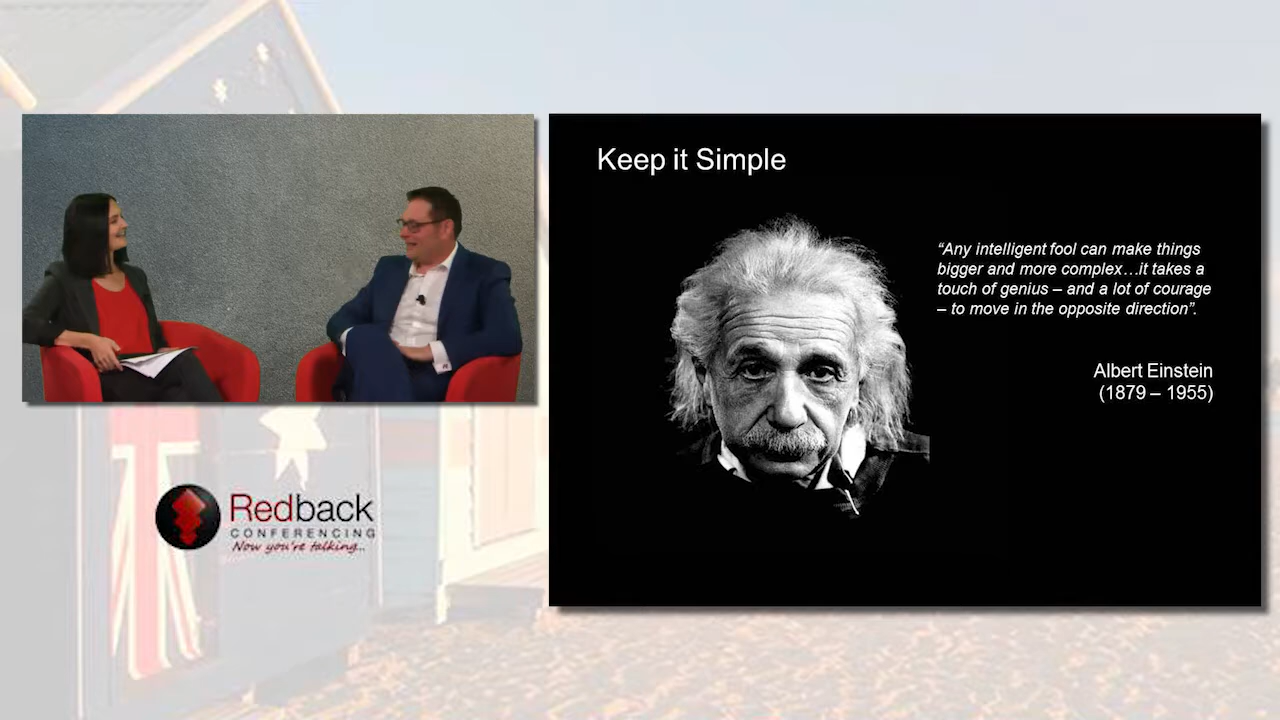 Keep it Simple
“Any intelligent fool can make things
bigger and more complex…it takes a
touch of genius – and a lot of courage
– to move in the opposite direction”.
Albert Einstein
(1879 – 1955)
Redback
CONFERENCING
Now you're talking...